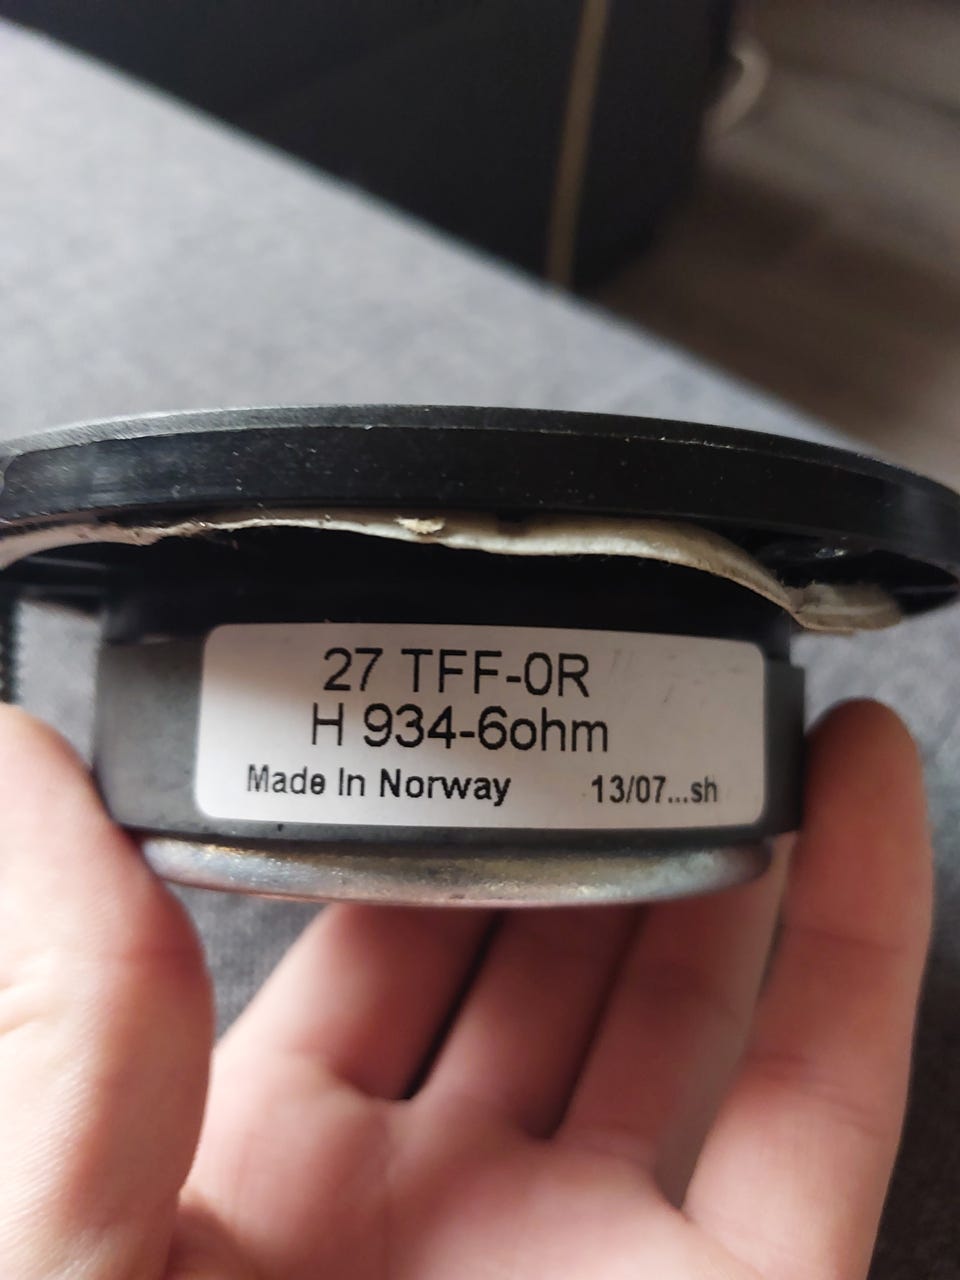 27 TFF-0R
H 934-6ohm
Made In Norway 13/07...sh